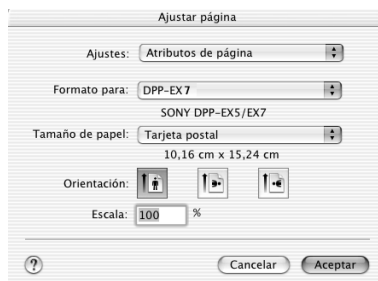 Ajustar página
Ajustes: Atributos de página
Formato para: DPP-EX7
SONY DPP-EX5/EX7
Tamaño de papel: Tarjeta postal
10,16 cm x 15,24 cm
Orientación:
Escala: 100 %
? Cancelar Aceptar